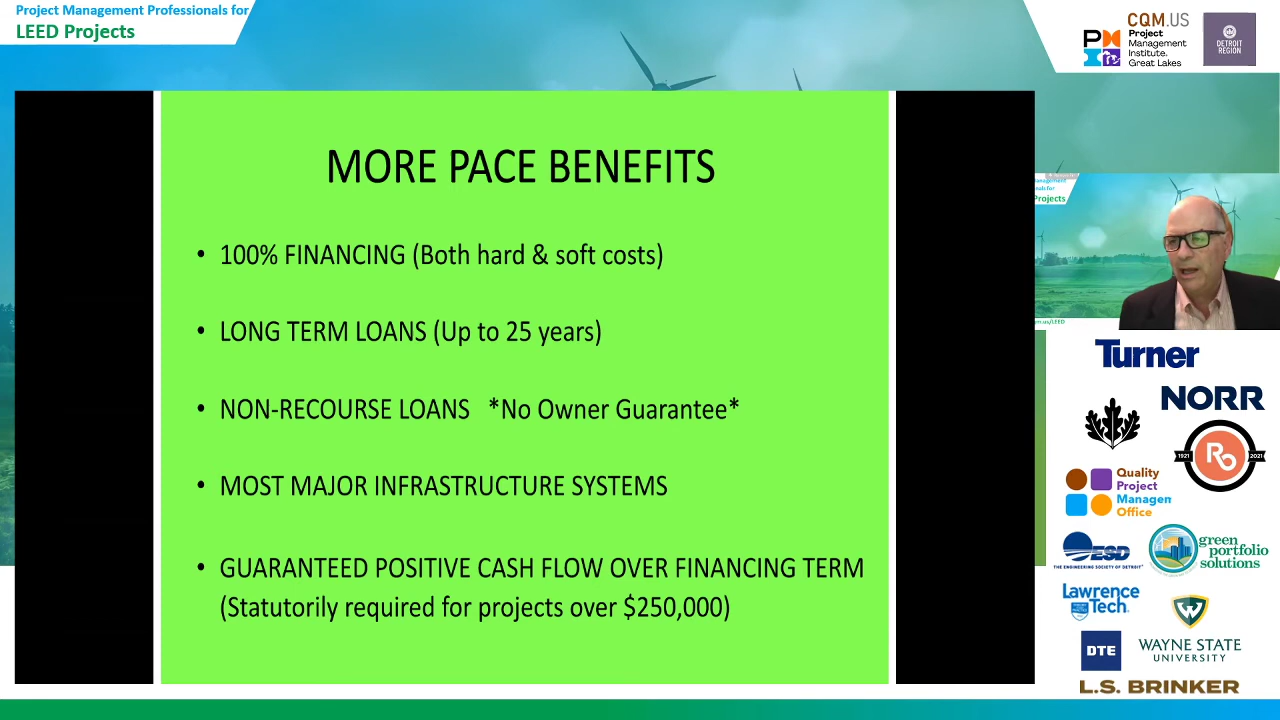 Project Management Professionals for
LEED Projects
CQM.US
Project
Management
Institute.
Great Lakes
DETROIT
REGION
MORE PACE BENEFITS
• 100% FINANCING (Both hard & soft costs)
• LONG TERM LOANS (Up to 25 years)
• NON-RECOURSE LOANS *No Owner Guarantee*
• MOST MAJOR INFRASTRUCTURE SYSTEMS
• GUARANTEED POSITIVE CASH FLOW OVER FINANCING TERM
(Statutorily required for projects over $250,000)
Projects
Turner
NORR
1921
Ro
2021
Quality
Project
Managen
Office
ESD
THE ENGINEERING SOCIETY OF DETROIT
green
portfolio
solutions
Lawrence
Tech
W
WAYNE STATE
UNIVERSITY
DTE
L.S. BRINKER